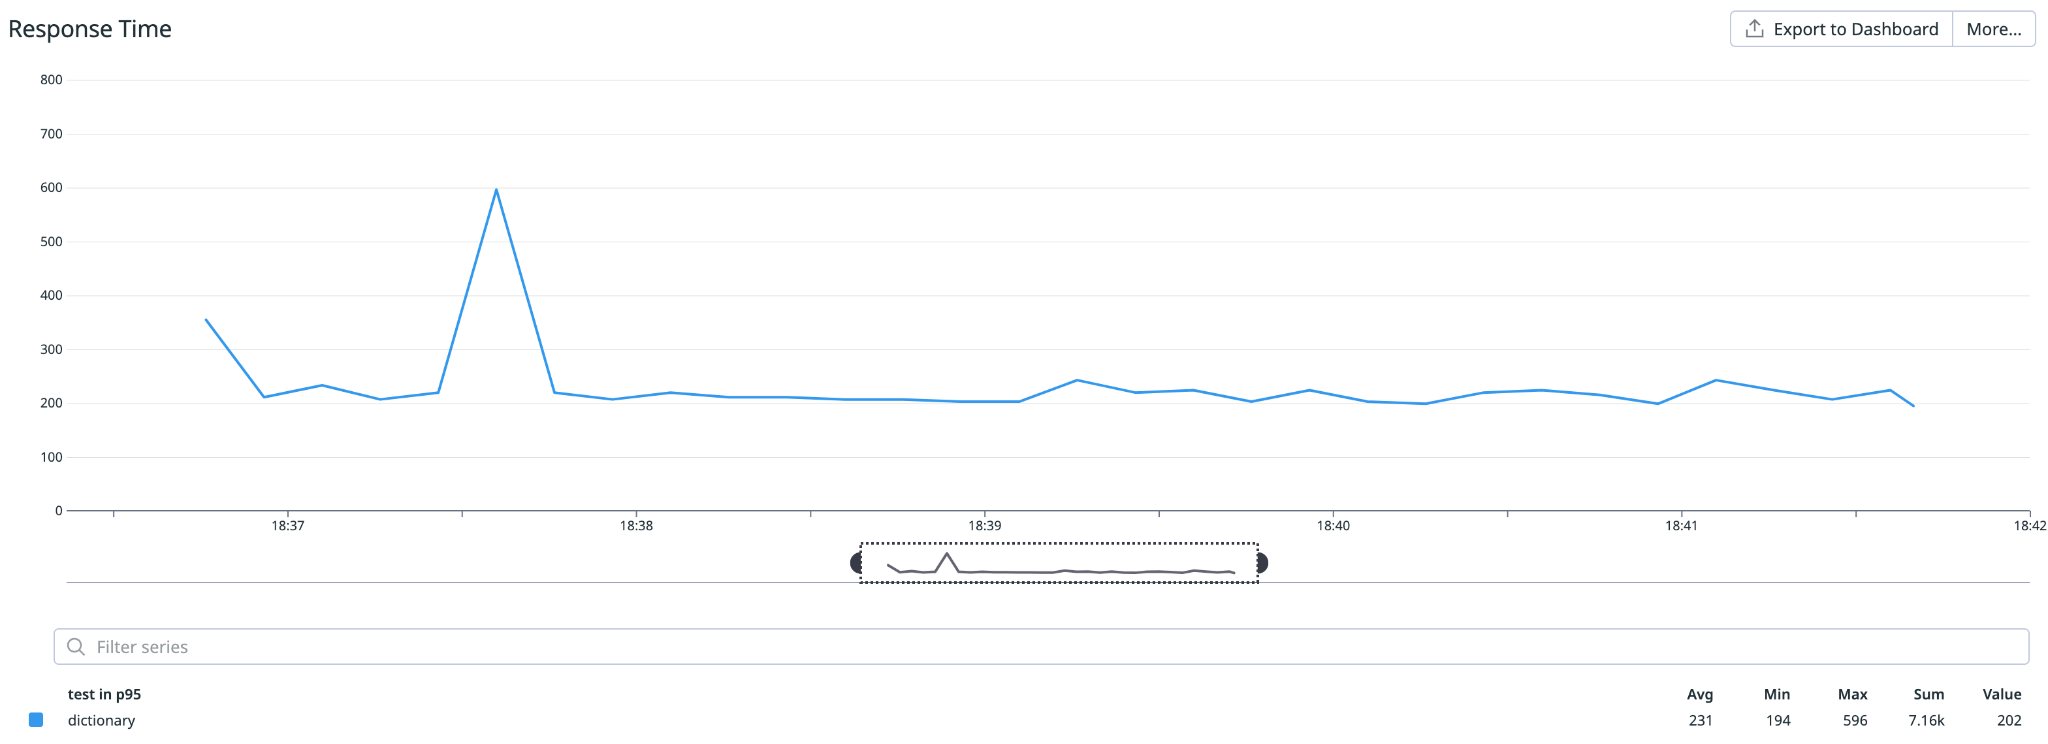 Response Time
Export to Dashboard More...
800
700
600
500
400
300
200
100
0
18:37 18:38 18:39 18:40 18:41 18:42
Filter series
test in p95 Avg Min Max Sum Value
dictionary 231 194 596 7.16k 202